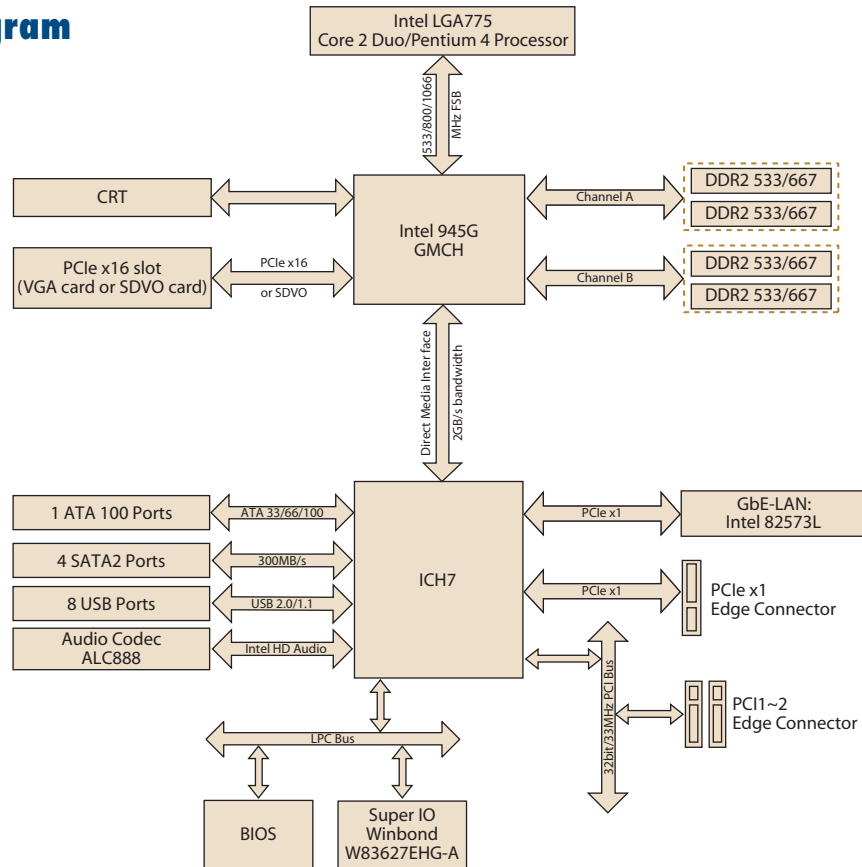 gram
Intel LGA775
Core 2 Duo/Pentium 4 Processor
533/800/1066
MHz FSB
CRT
Intel 945G
GMCH
Channel A
DDR2 533/667
DDR2 533/667
PCIe x16 slot
(VGA card or SDVO card)
PCIe x16
or SDVO
Channel B
DDR2 533/667
DDR2 533/667
Direct Media Inter face
2GB/s bandwidth
1 ATA 100 Ports
ATA 33/66/100
ICH7
PCIe x1
GbE-LAN:
Intel 82573L
4 SATA2 Ports
300MB/s
8 USB Ports
USB 2.0/1.1
PCIe x1
PCIe x1
Edge Connector
Audio Codec
ALC888
Intel HD Audio
32bit/33MHz PCI Bus
PCI1~2
Edge Connector
LPC Bus
BIOS
Super IO
Winbond
W83627EHG-A